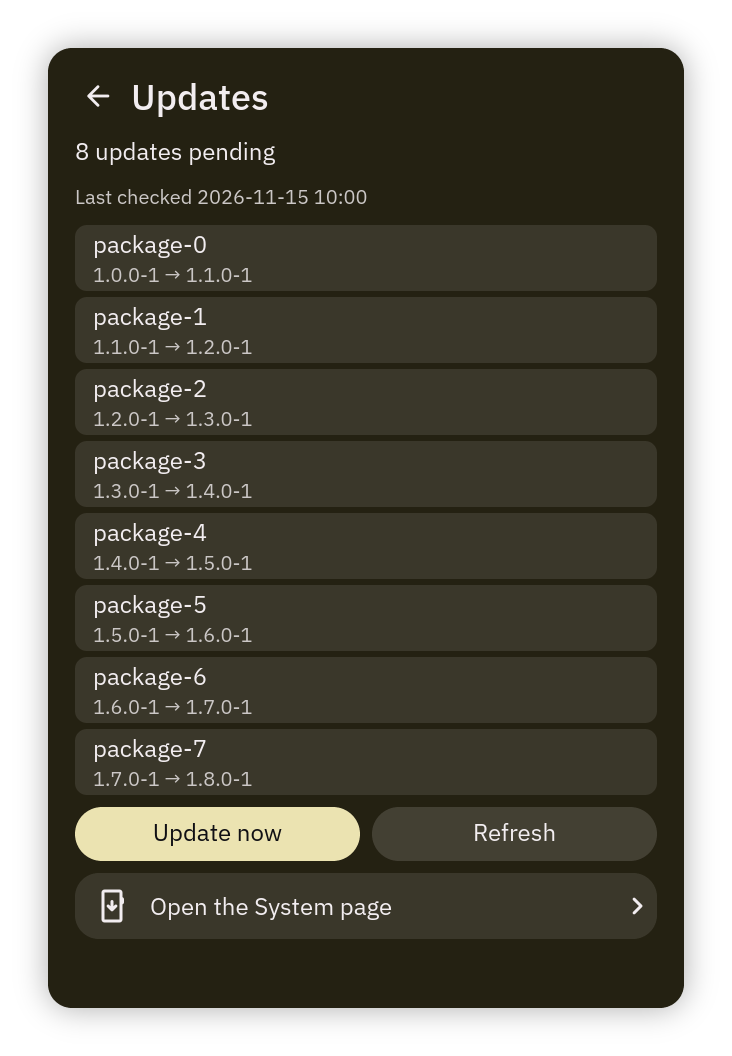 Updates
8 updates pending
Last checked 2026-11-15 10:00
package-0
1.0.0-1 → 1.1.0-1
package-1
1.1.0-1 → 1.2.0-1
package-2
1.2.0-1 → 1.3.0-1
package-3
1.3.0-1 → 1.4.0-1
package-4
1.4.0-1 → 1.5.0-1
package-5
1.5.0-1 → 1.6.0-1
package-6
1.6.0-1 → 1.7.0-1
package-7
1.7.0-1 → 1.8.0-1
Update now
Refresh
Open the System page